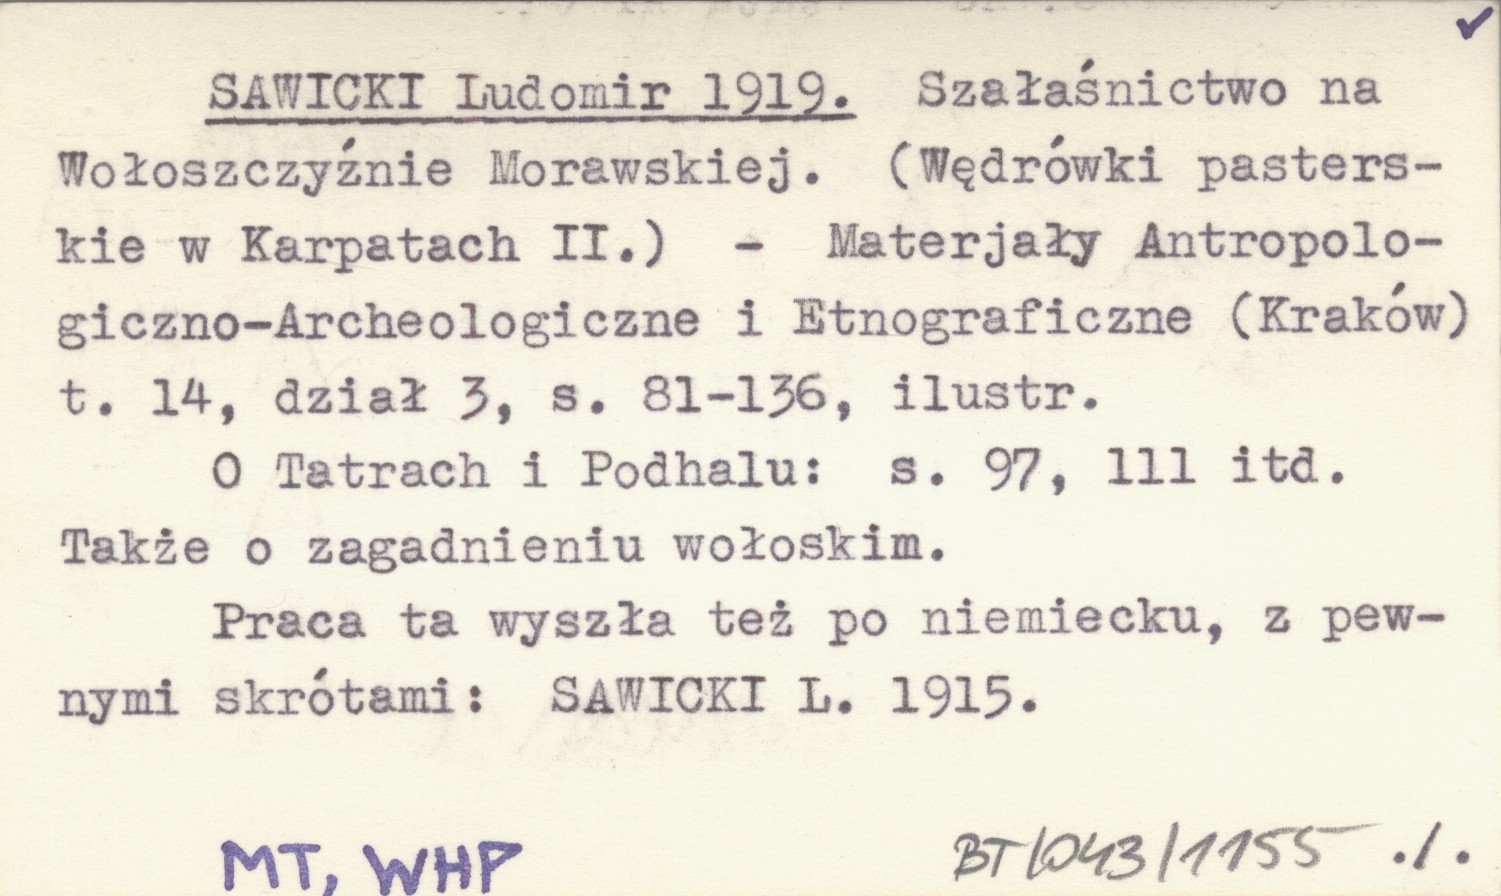 SAWICKI Ludomir 1919. Szałaśnictwo na
Wołoszczyźnie Morawskiej. (Wędrówki pasters-
kie w Karpatach II.) - Materjały Antropolo-
giczno-Archeologiczne i Etnograficzne (Kraków)
t. 14, dział 3, s. 81-136, ilustr.
O Tatrach i Podhalu: s. 97, 111 itd.
Także o zagadnieniu wołoskim.
Praca ta wyszła też po niemiecku, z pew-
nymi skrótami: SAWICKI L. 1915.
MT, WHP
BT/043/1155 ./.